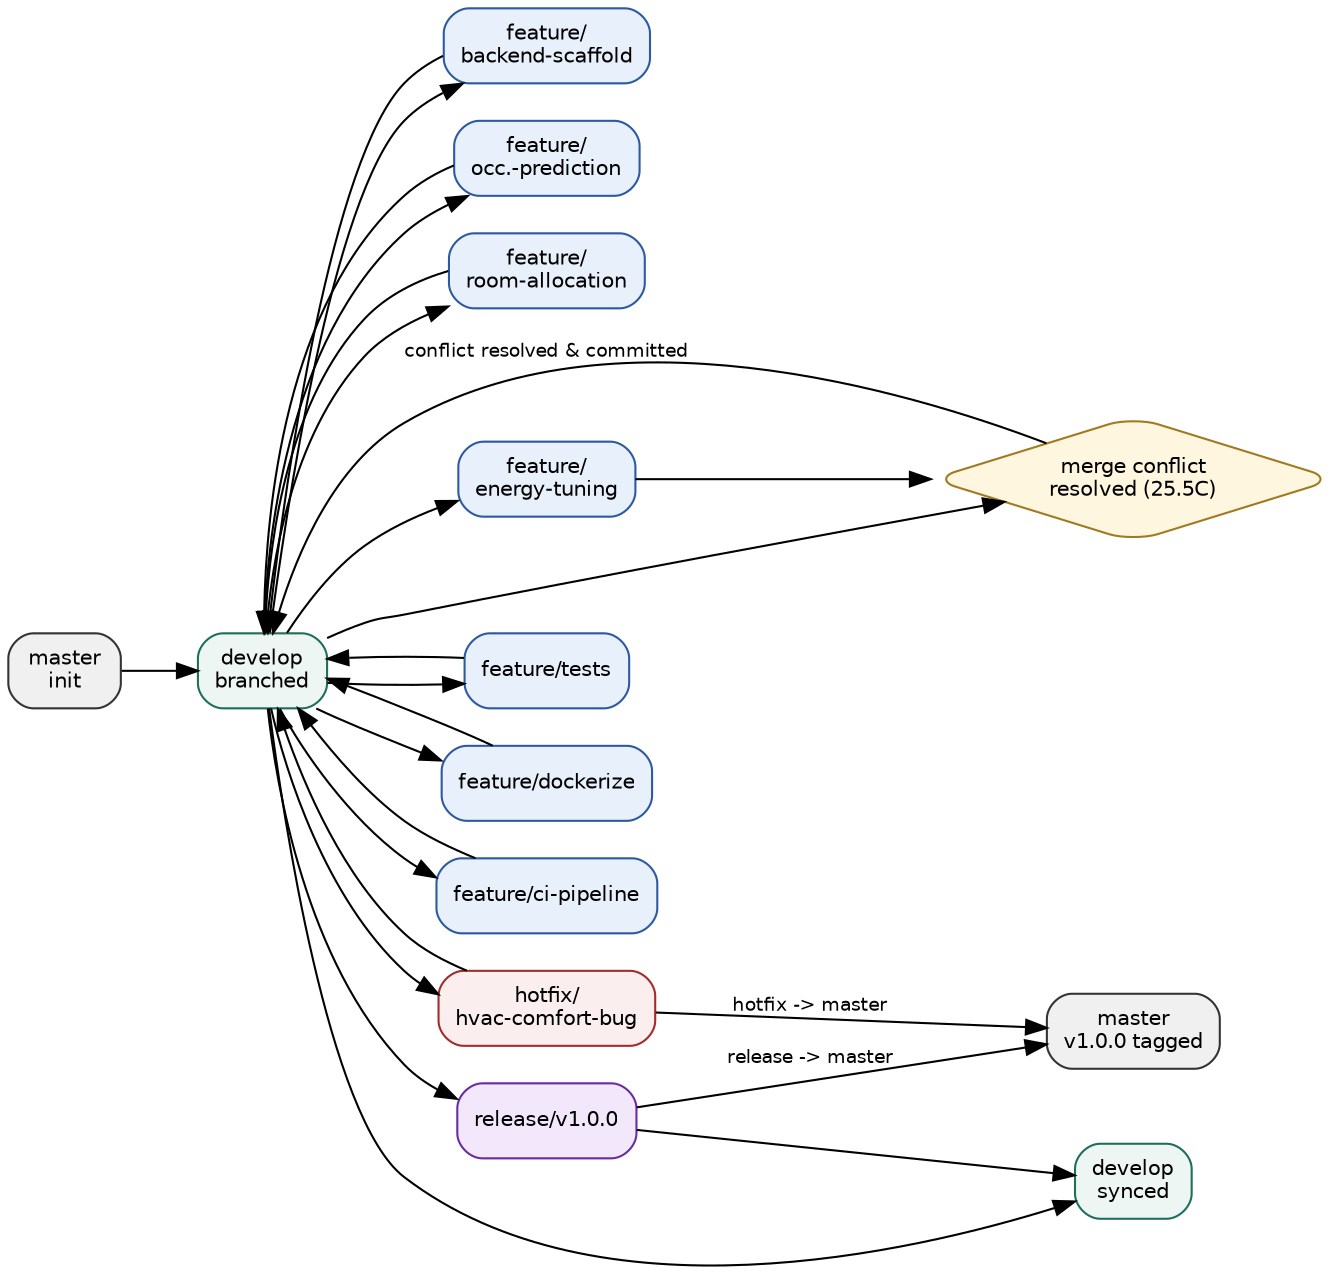 feature/
backend-scaffold
feature/
occ.-prediction
feature/
room-allocation
conflict resolved & committed
feature/
energy-tuning
merge conflict
resolved (25.5C)
master
init
develop
branched
feature/tests
feature/dockerize
feature/ci-pipeline
hotfix/
hvac-comfort-bug
hotfix -> master
master
v1.0.0 tagged
release -> master
release/v1.0.0
develop
synced